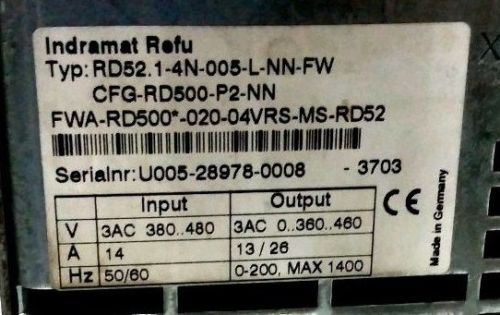 Indramat Refu
Typ: RD52.1-4N-005-L-NN-FW
CFG-RD500-P2-NN
FWA-RD500*-020-04VRS-MS-RD52
Serialnr: U005-28978-0008 - 3703
Input Output
V 3AC 380..480 3AC 0..360..460
A 14 13 / 26
Hz 50/60 0-200, MAX 1400
CE
Made in Germany
X